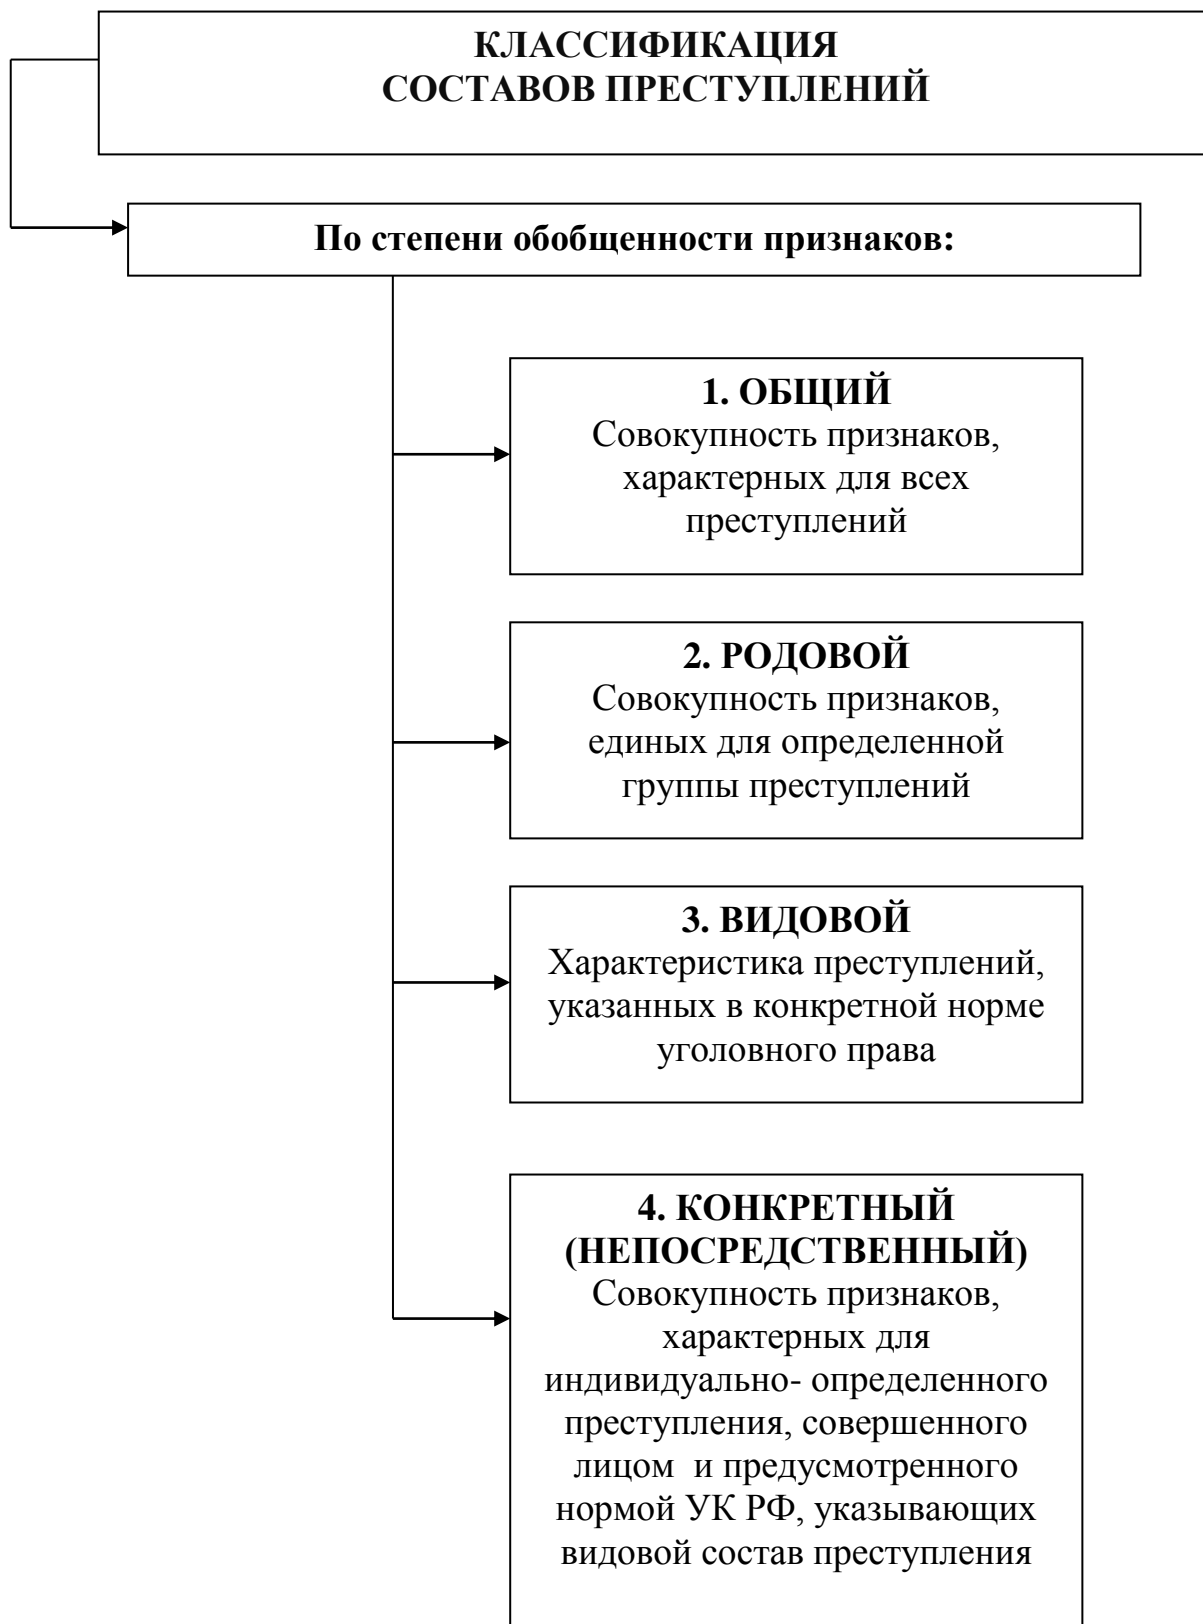 КЛАССИФИКАЦИЯ
СОСТАВОВ ПРЕСТУПЛЕНИЙ
По степени обобщенности признаков:
1. ОБЩИЙ
Совокупность признаков,
характерных для всех
преступлений
2. РОДОВОЙ
Совокупность признаков,
единых для определенной
группы преступлений
3. ВИДОВОЙ
Характеристика преступлений,
указанных в конкретной норме
уголовного права
4. КОНКРЕТНЫЙ
(НЕПОСРЕДСТВЕННЫЙ)
Совокупность признаков,
характерных для
индивидуально- определенного
преступления, совершенного
лицом и предусмотренного
нормой УК РФ, указывающих
видовой состав преступления